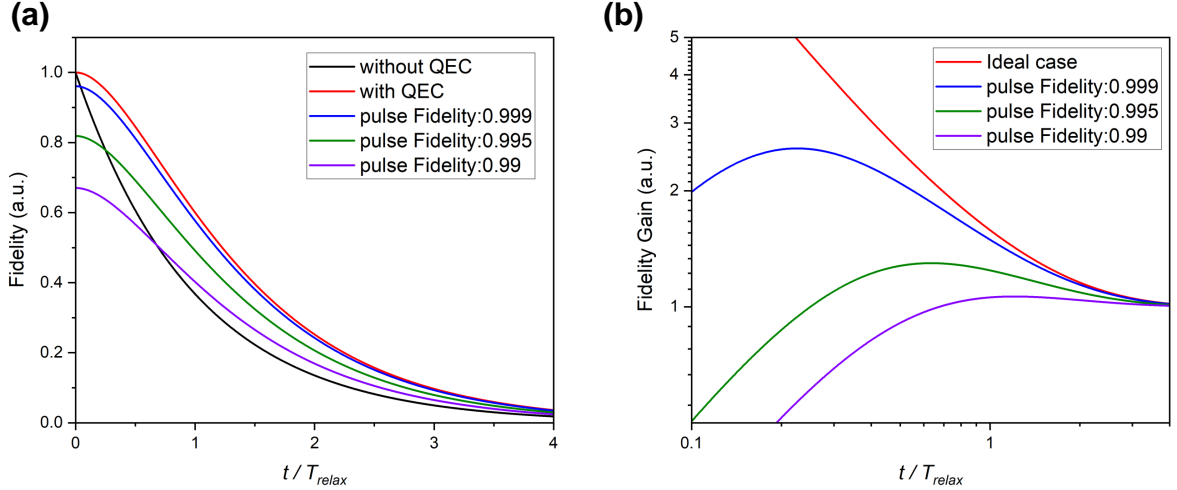 (a)
Fidelity (a.u.)
1.0
0.8
0.6
0.4
0.2
0.0
without QEC
with QEC
pulse Fidelity:0.999
pulse Fidelity:0.995
pulse Fidelity:0.99
0
1
2
3
4
t / Trelax
(b)
Fidelity Gain (a.u.)
5
4
3
2
1
Ideal case
pulse Fidelity:0.999
pulse Fidelity:0.995
pulse Fidelity:0.99
0.1
1
t / Trelax